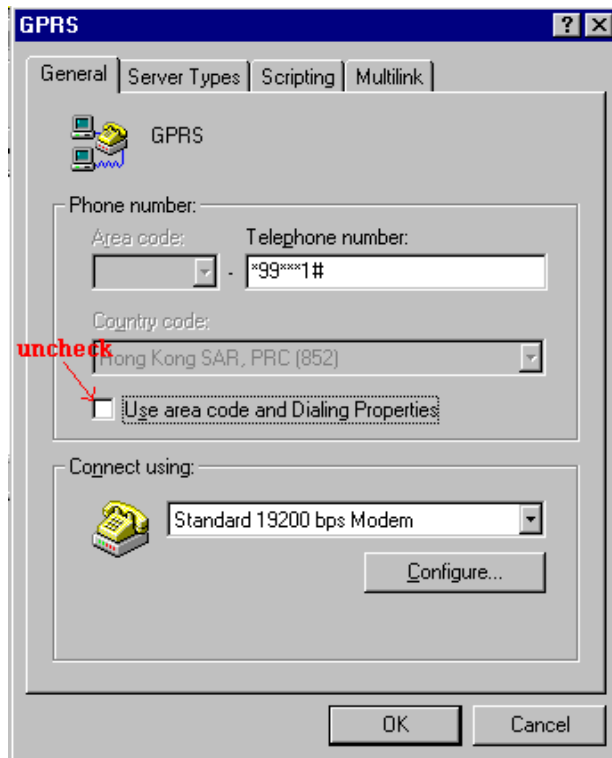 GPRS
General Server Types Scripting Multilink
GPRS
Phone number:
Area code: Telephone number:
- *99***1#
Country code:
uncheck
Hong Kong SAR, PRC (852)
Use area code and Dialing Properties
Connect using:
Standard 19200 bps Modem
Configure...
OK Cancel